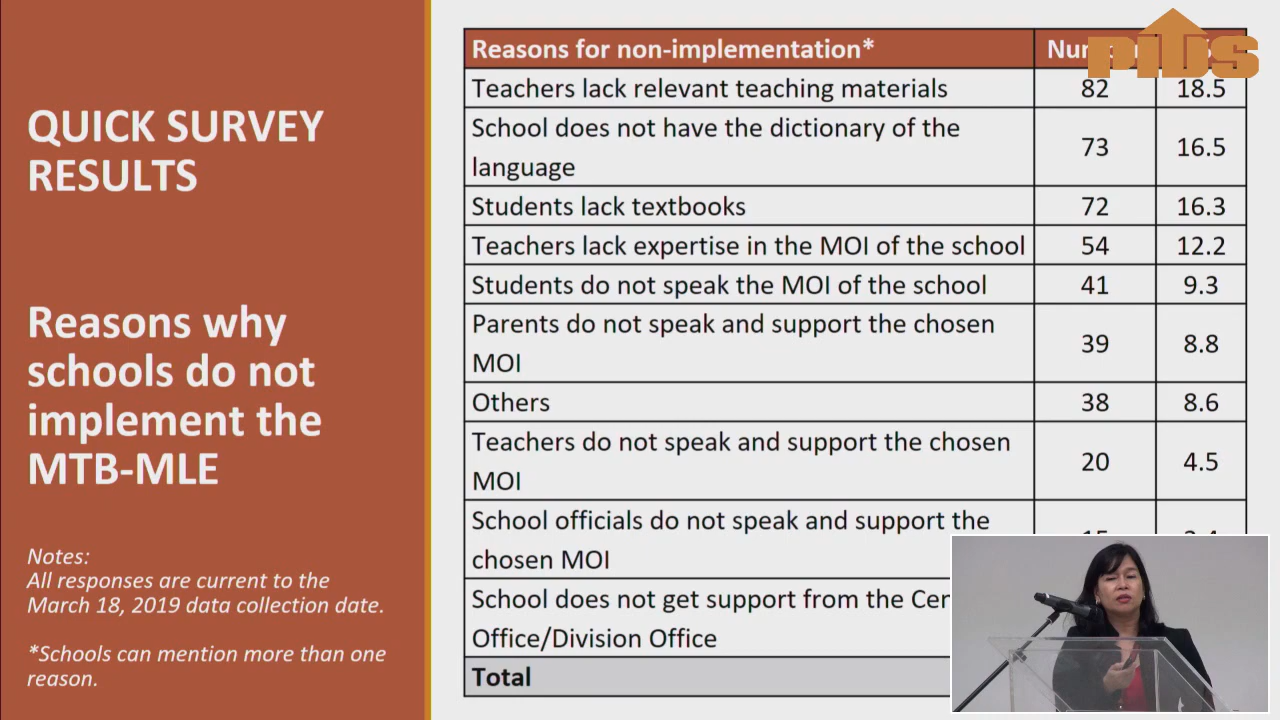 QUICK SURVEY
RESULTS
Reasons why
schools do not
implement the
MTB-MLE
Notes:
All responses are current to the
March 18, 2019 data collection date.
*Schools can mention more than one
reason.
pids
Reasons for non-implementation*
Teachers lack relevant teaching materials 82 18.5
School does not have the dictionary of the
language 73 16.5
Students lack textbooks 72 16.3
Teachers lack expertise in the MOI of the school 54 12.2
Students do not speak the MOI of the school 41 9.3
Parents do not speak and support the chosen
MOI 39 8.8
Others 38 8.6
Teachers do not speak and support the chosen
MOI 20 4.5
School officials do not speak and support the
chosen MOI
School does not get support from the
Office/Division Office
Total